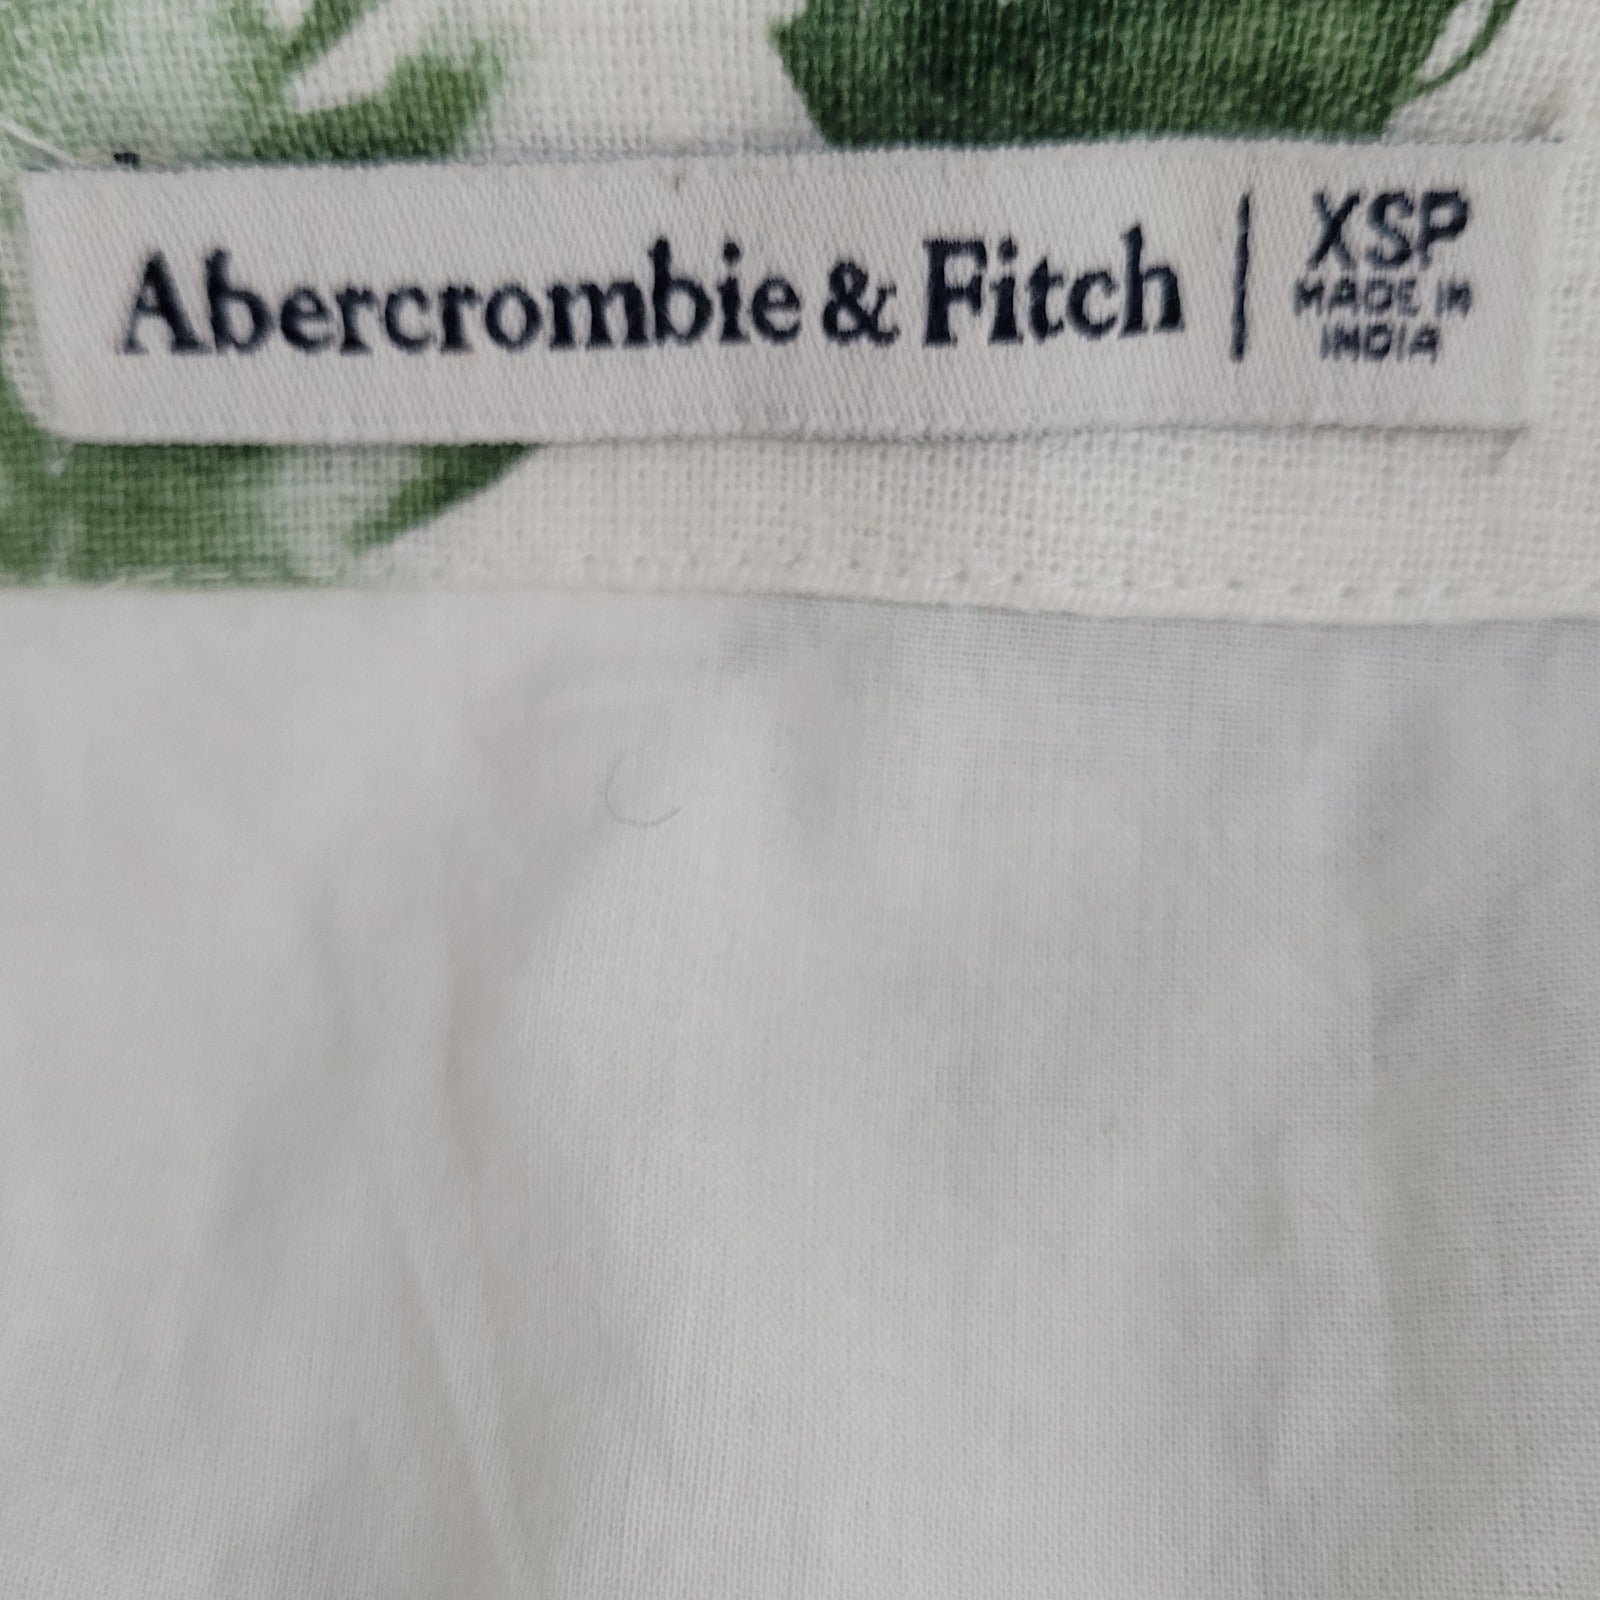 Abercrombie & Fitch | XSP
MADE IN
INDIA